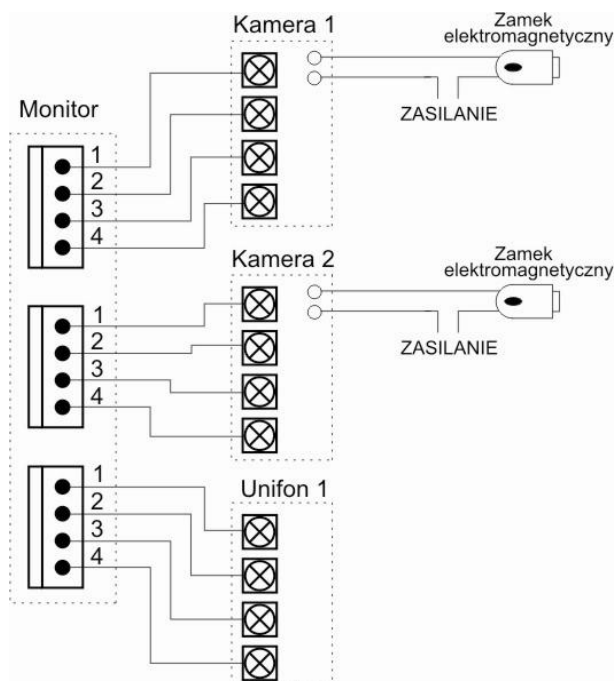 Kamera 1
Zamek
elektromagnetyczny
ZASILANIE
Monitor
1
2
3
4
Kamera 2
Zamek
elektromagnetyczny
ZASILANIE
1
2
3
4
Unifon 1
1
2
3
4